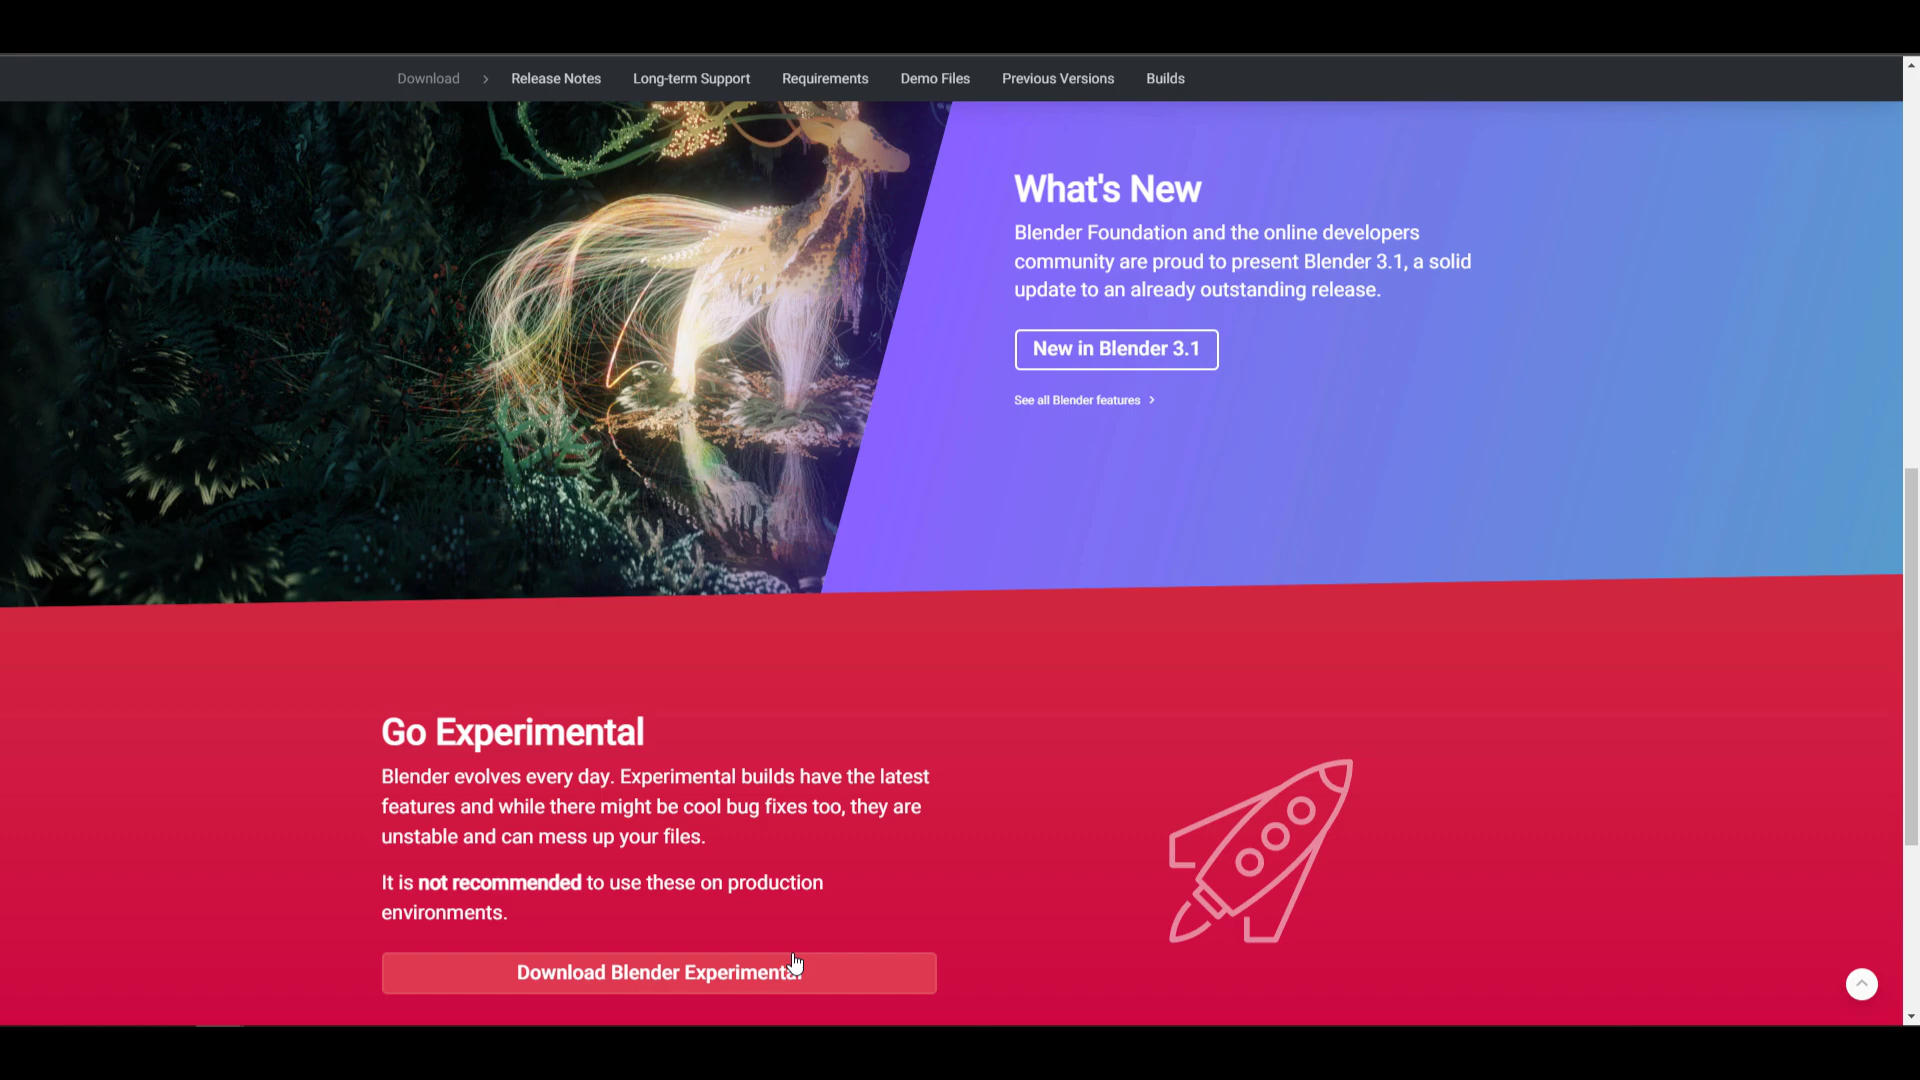 Download > Release Notes Long-term Support Requirements Demo Files Previous Versions Builds
What's New
Blender Foundation and the online developers
community are proud to present Blender 3.1, a solid
update to an already outstanding release.
New in Blender 3.1
See all Blender features >
Go Experimental
Blender evolves every day. Experimental builds have the latest
features and while there might be cool bug fixes too, they are
unstable and can mess up your files.
It is not recommended to use these on production
environments.
Download Blender Experimental